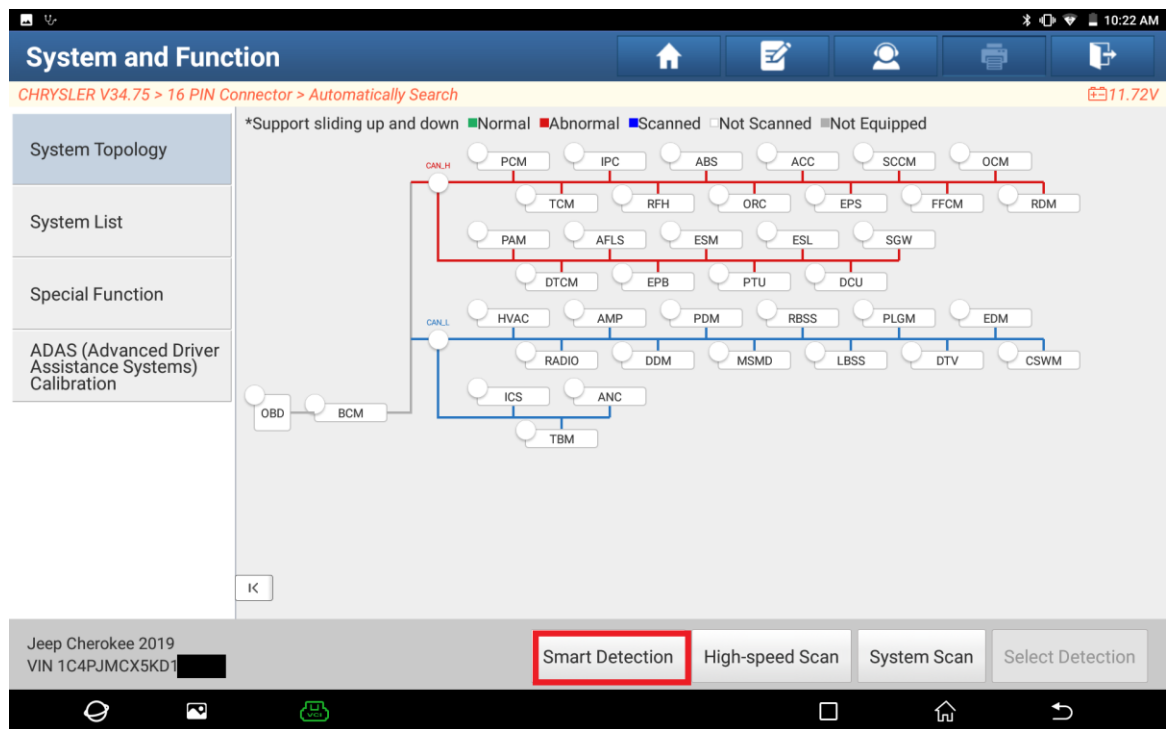 10:22 AM
System and Function
CHRYSLER V34.75 > 16 PIN Connector > Automatically Search
11.72V
System Topology
System List
Special Function
ADAS (Advanced Driver
Assistance Systems)
Calibration
*Support sliding up and down Normal Abnormal Scanned Not Scanned Not Equipped
CAN_H
PCM IPC ABS ACC SCCM OCM
TCM RFH ORC EPS FFCM RDM
PAM AFLS ESM ESL SGW
DTCM EPB PTU DCU
CAN_L
HVAC AMP PDM RBSS PLGM EDM
RADIO DDM MSMD LBSS DTV CSWM
ICS ANC
OBD BCM
TBM
Jeep Cherokee 2019
VIN 1C4PJMCX5KD1
Smart Detection High-speed Scan System Scan Select Detection
VCI